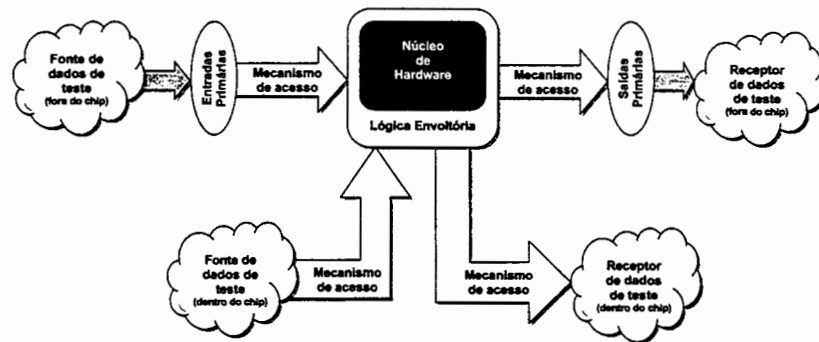 Fonte de
dados de
teste
(fora do chip)
Entradas
Primárias
Mecanismo
de acesso
Núcleo
de
Hardware
Lógica Envoltória
Mecanismo
de acesso
Saídas
Primárias
Receptor
de dados
de teste
(fora do chip)
Fonte de
dados de
teste
(dentro do chip)
Mecanismo
de acesso
Mecanismo
de acesso
Receptor
de dados
de teste
(dentro do chip)